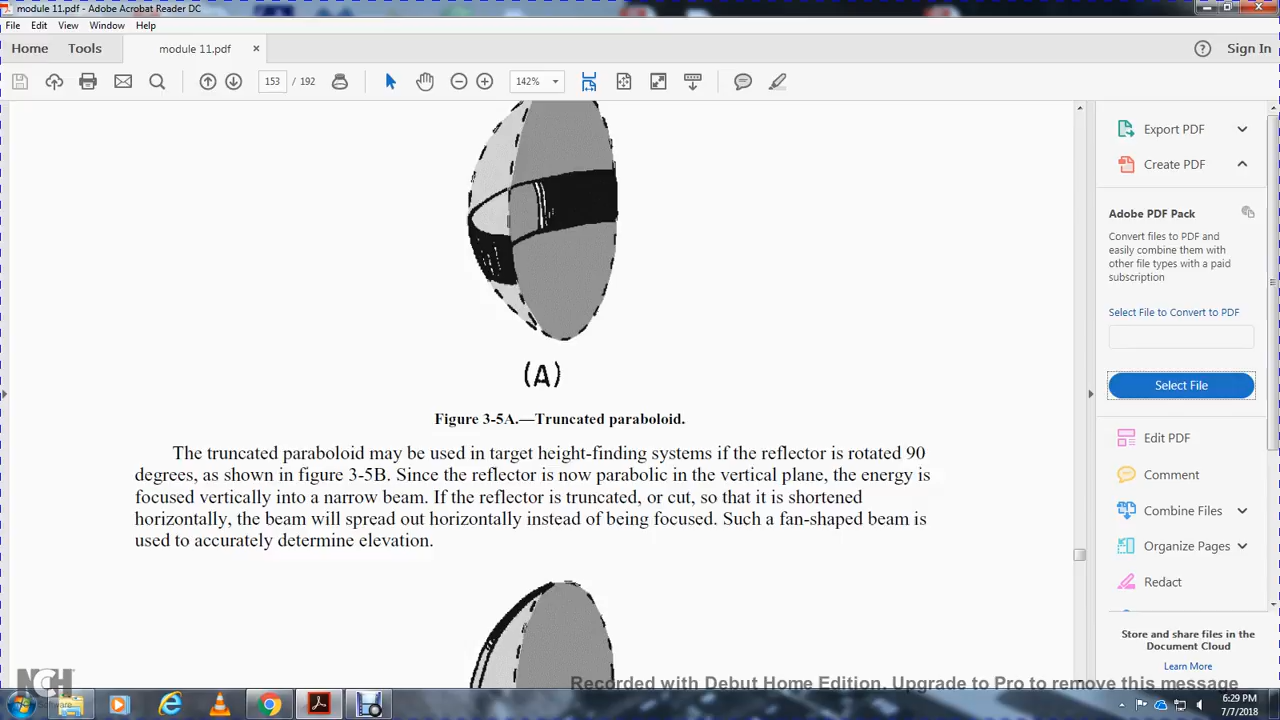 module 11.pdf - Adobe Acrobat Reader DC
File Edit View Window Help
Home Tools module 11.pdf × Sign In
153 / 192 142%
(A)
Figure 3-5A.—Truncated paraboloid.
The truncated paraboloid may be used in target height-finding systems if the reflector is rotated 90
degrees, as shown in figure 3-5B. Since the reflector is now parabolic in the vertical plane, the energy is
focused vertically into a narrow beam. If the reflector is truncated, or cut, so that it is shortened
horizontally, the beam will spread out horizontally instead of being focused. Such a fan-shaped beam is
used to accurately determine elevation.
Export PDF
Create PDF
Adobe PDF Pack
Convert files to PDF and
easily combine them with
other file types with a paid
subscription
Select File to Convert to PDF
Select File
Edit PDF
Comment
Combine Files
Organize Pages
Redact
Store and share files in the
Document Cloud
Learn More
NCH
Software
Recorded with Debut Home Edition. Upgrade to Pro to remove this message
6:29 PM
7/7/2018